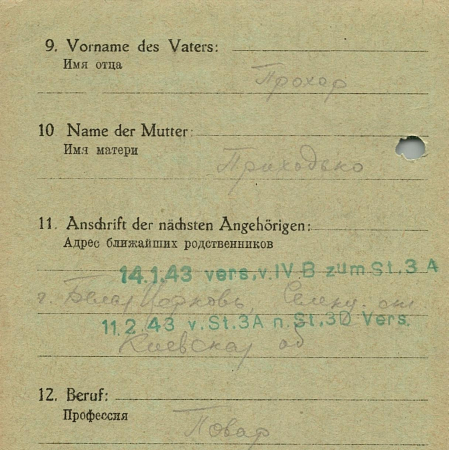 9. Vorname des Vaters:
Имя отца
Прохор
10 Name der Mutter:
Имя матери
Приходько
11. Anschrift der nächsten Angehörigen:
Адрес ближайших родственников
14.1.43 vers.v.IV B zum St.3 A
г. Белая Церковь,
11.2.43 v.St.3A n.St.3D Vers.
Киевская об
12. Beruf:
Профессия
Повар